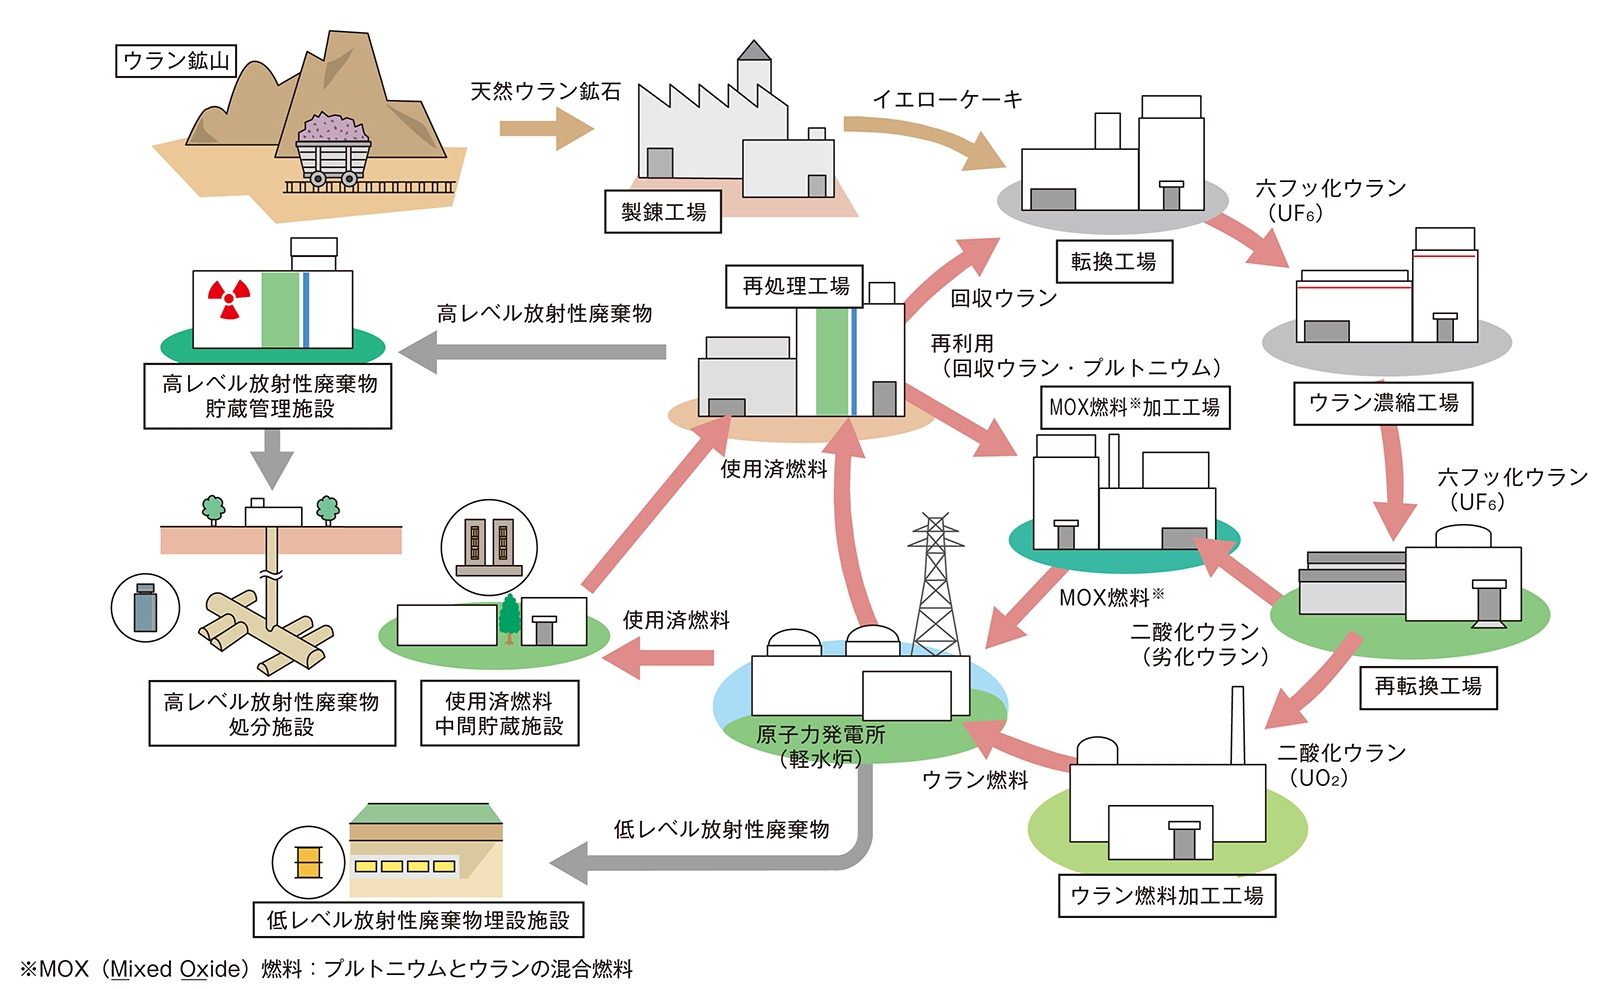 ウラン鉱山
天然ウラン鉱石
イエローケーキ
製錬工場
六フッ化ウラン
（UF₆）
転換工場
再処理工場
回収ウラン
高レベル放射性廃棄物
再利用
（回収ウラン・プルトニウム）
高レベル放射性廃棄物
貯蔵管理施設
MOX燃料※加工工場
ウラン濃縮工場
使用済燃料
六フッ化ウラン
（UF₆）
MOX燃料※
使用済燃料
二酸化ウラン
（劣化ウラン）
再転換工場
高レベル放射性廃棄物
処分施設
使用済燃料
中間貯蔵施設
原子力発電所
（軽水炉）
二酸化ウラン
（UO₂）
ウラン燃料
低レベル放射性廃棄物
ウラン燃料加工工場
低レベル放射性廃棄物埋設施設
※MOX（Mixed Oxide）燃料：プルトニウムとウランの混合燃料